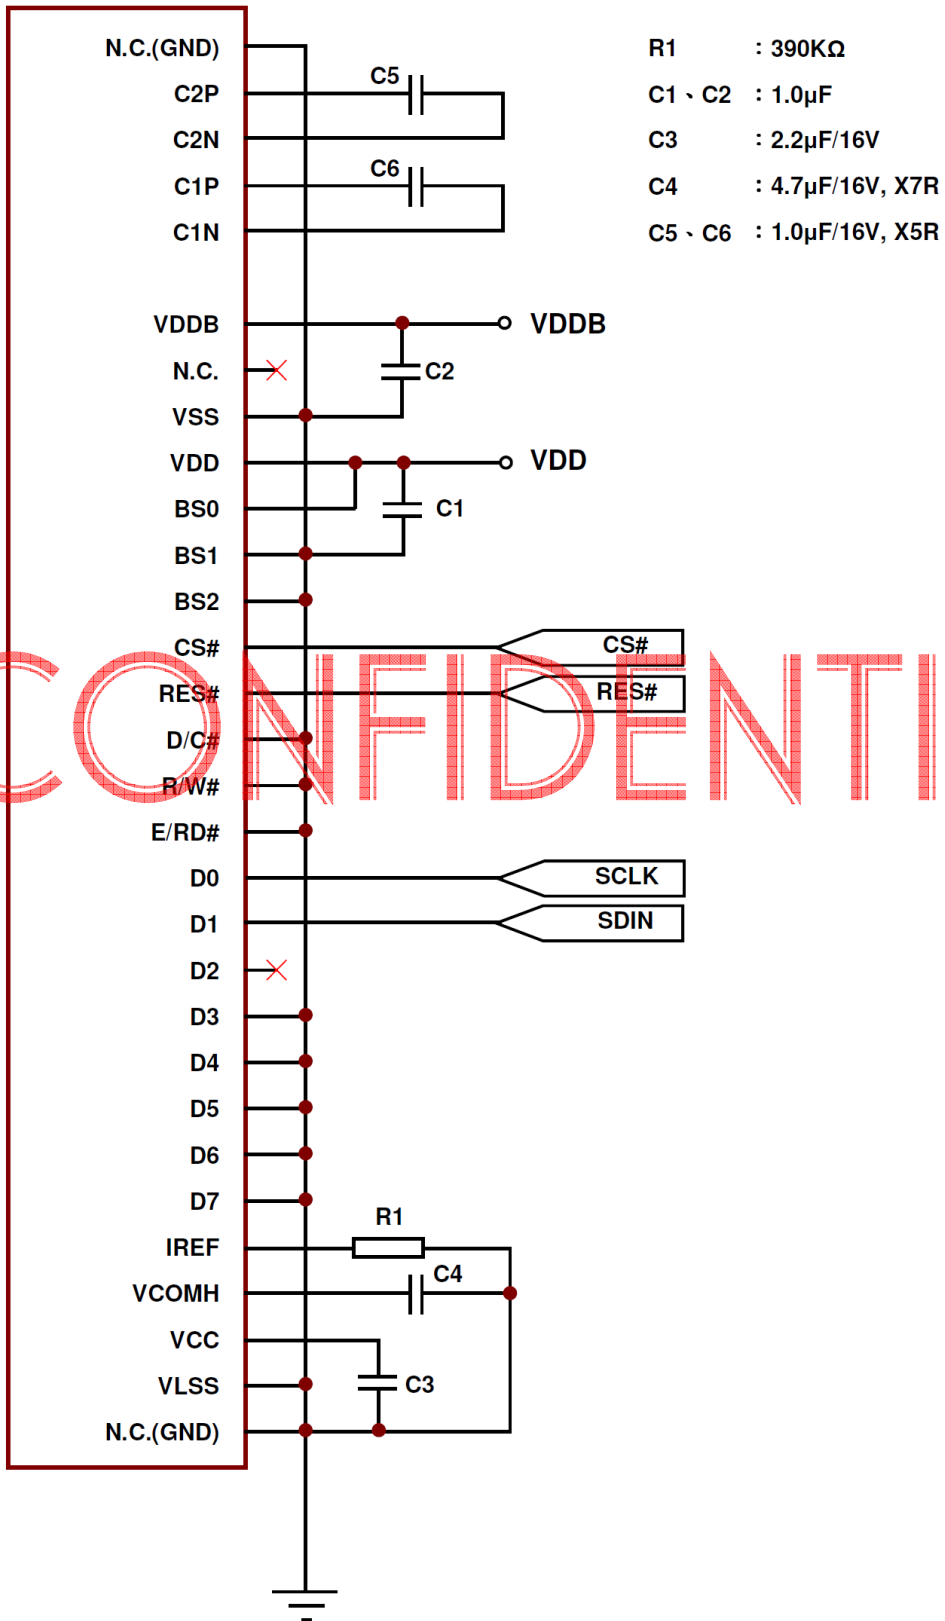 N.C.(GND)
C2P
C2N
C1P
C1N
VDDB
N.C.
VSS
VDD
BS0
BS1
BS2
CS#
RES#
D/C#
R/W#
E/RD#
D0
D1
D2
D3
D4
D5
D6
D7
IREF
VCOMH
VCC
VLSS
N.C.(GND)
C5
C6
VDDB
C2
VDD
C1
CS#
RES#
SCLK
SDIN
R1
C4
C3
R1 : 390KΩ
C1、C2 : 1.0μF
C3 : 2.2μF/16V
C4 : 4.7μF/16V, X7R
C5、C6 : 1.0μF/16V, X5R
CONFIDENTI